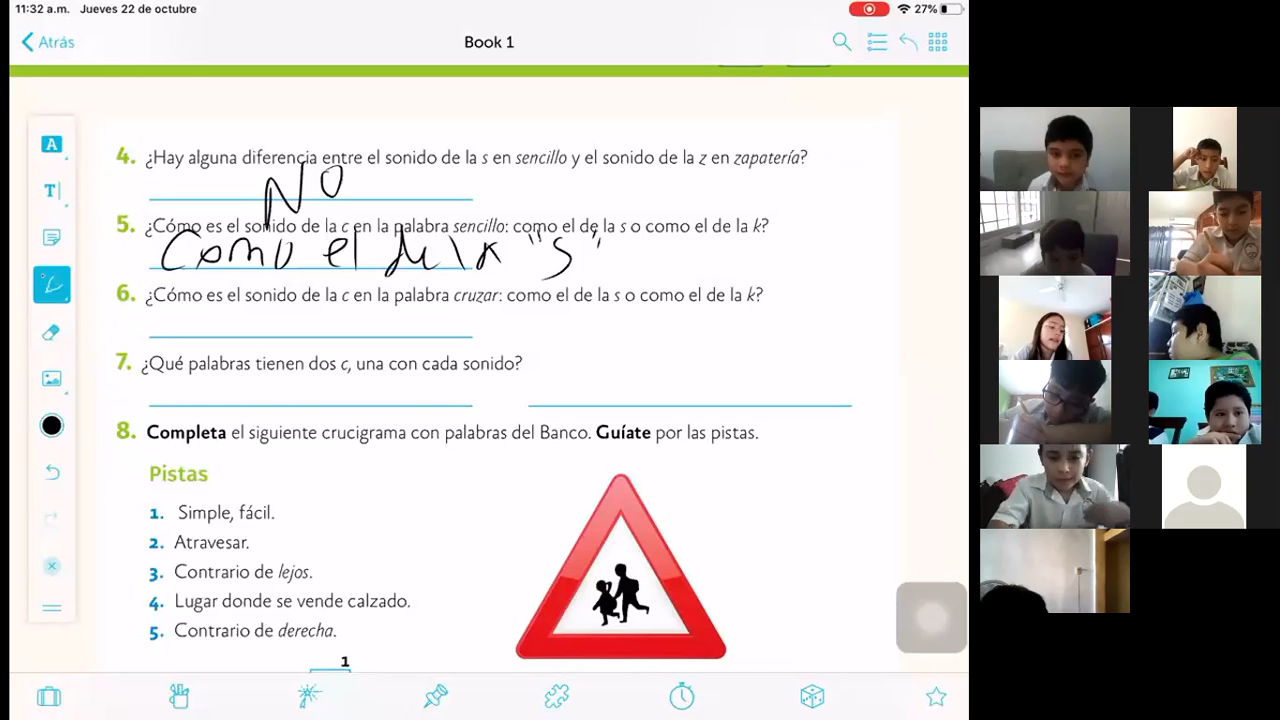 11:32 a.m. Jueves 22 de octubre
27%
Atrás
Book 1
4. ¿Hay alguna diferencia entre el sonido de la s en sencillo y el sonido de la z en zapatería?
NO
5. ¿Cómo es el sonido de la c en la palabra sencillo: como el de la s o como el de la k?
Como el de la "s"
6. ¿Cómo es el sonido de la c en la palabra cruzar: como el de la s o como el de la k?
7. ¿Qué palabras tienen dos c, una con cada sonido?
8. Completa el siguiente crucigrama con palabras del Banco. Guíate por las pistas.
Pistas
1. Simple, fácil.
2. Atravesar.
3. Contrario de lejos.
4. Lugar donde se vende calzado.
5. Contrario de derecha.
1
A
T